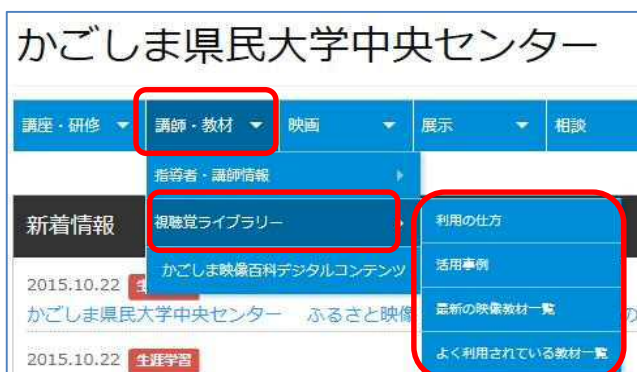 かごしま県民大学中央センター
講座・研修 講師・教材 映画 展示 相談
指導者・講師情報
新着情報 視聴覚ライブラリー 利用の仕方
かごしま映像百科デジタルコンテンツ 活用事例
2015.10.22
かごしま県民大学中央センター ふるさと映像 最新の映像教材一覧 の
2015.10.22 生涯学習 よく利用されている教材一覧